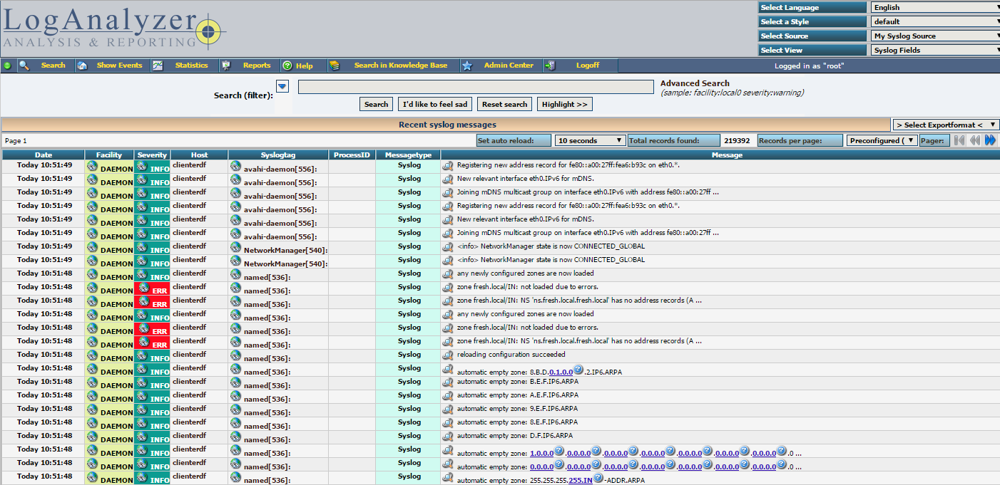 LogAnalyzer
ANALYSIS & REPORTING
Select Language English
Select a Style default
Select Source My Syslog Source
Select View Syslog Fields
Search Show Events Statistics Reports Help Search in Knowledge Base Admin Center Logoff Logged in as "root"
Search (filter): Advanced Search
(sample: facility:local0 severity:warning)
Search I'd like to feel sad Reset search Highlight >>
Recent syslog messages > Select Exportformat <
Page 1 Set auto reload: 10 seconds Total records found: 219392 Records per page: Preconfigured ( Pager:
Date Facility Severity Host Syslogtag ProcessID Messagetype Message
Today 10:51:49 DAEMON INFO clienterdf avahi-daemon[556]: Syslog Registering new address record for fe80::a00:27ff:fea6:b93c on eth0.*.
Today 10:51:49 DAEMON INFO clienterdf avahi-daemon[556]: Syslog New relevant interface eth0.IPv6 for mDNS.
Today 10:51:49 DAEMON INFO clienterdf avahi-daemon[556]: Syslog Joining mDNS multicast group on interface eth0.IPv6 with address fe80::a00:27ff ...
Today 10:51:49 DAEMON INFO clienterdf avahi-daemon[556]: Syslog Registering new address record for fe80::a00:27ff:fea6:b93c on eth0.*.
Today 10:51:49 DAEMON INFO clienterdf avahi-daemon[556]: Syslog New relevant interface eth0.IPv6 for mDNS.
Today 10:51:49 DAEMON INFO clienterdf avahi-daemon[556]: Syslog Joining mDNS multicast group on interface eth0.IPv6 with address fe80::a00:27ff ...
Today 10:51:49 DAEMON INFO clienterdf NetworkManager[540]: Syslog <info> NetworkManager state is now CONNECTED_GLOBAL
Today 10:51:49 DAEMON INFO clienterdf NetworkManager[540]: Syslog <info> NetworkManager state is now CONNECTED_GLOBAL
Today 10:51:48 DAEMON INFO clienterdf named[536]: Syslog any newly configured zones are now loaded
Today 10:51:48 DAEMON ERR clienterdf named[536]: Syslog zone fresh.local/IN: not loaded due to errors.
Today 10:51:48 DAEMON ERR clienterdf named[536]: Syslog zone fresh.local/IN: NS 'ns.fresh.local.fresh.local' has no address records (A ...
Today 10:51:48 DAEMON INFO clienterdf named[536]: Syslog any newly configured zones are now loaded
Today 10:51:48 DAEMON ERR clienterdf named[536]: Syslog zone fresh.local/IN: not loaded due to errors.
Today 10:51:48 DAEMON ERR clienterdf named[536]: Syslog zone fresh.local/IN: NS 'ns.fresh.local.fresh.local' has no address records (A ...
Today 10:51:48 DAEMON INFO clienterdf named[536]: Syslog reloading configuration succeeded
Today 10:51:48 DAEMON INFO clienterdf named[536]: Syslog automatic empty zone: 8.B.D.0.1.0.0.2.IP6.ARPA
Today 10:51:48 DAEMON INFO clienterdf named[536]: Syslog automatic empty zone: B.E.F.IP6.ARPA
Today 10:51:48 DAEMON INFO clienterdf named[536]: Syslog automatic empty zone: A.E.F.IP6.ARPA
Today 10:51:48 DAEMON INFO clienterdf named[536]: Syslog automatic empty zone: 9.E.F.IP6.ARPA
Today 10:51:48 DAEMON INFO clienterdf named[536]: Syslog automatic empty zone: 8.E.F.IP6.ARPA
Today 10:51:48 DAEMON INFO clienterdf named[536]: Syslog automatic empty zone: D.F.IP6.ARPA
Today 10:51:48 DAEMON INFO clienterdf named[536]: Syslog automatic empty zone: 1.0.0.0.0.0.0.0.0.0.0.0.0.0.0.0.0.0.0.0.0.0.0.0.0.0.0.0.0 ...
Today 10:51:48 DAEMON INFO clienterdf named[536]: Syslog automatic empty zone: 0.0.0.0.0.0.0.0.0.0.0.0.0.0.0.0.0.0.0.0.0.0.0.0.0.0.0.0.0 ...
Today 10:51:48 DAEMON INFO clienterdf named[536]: Syslog automatic empty zone: 255.255.255.255.IN-ADDR.ARPA